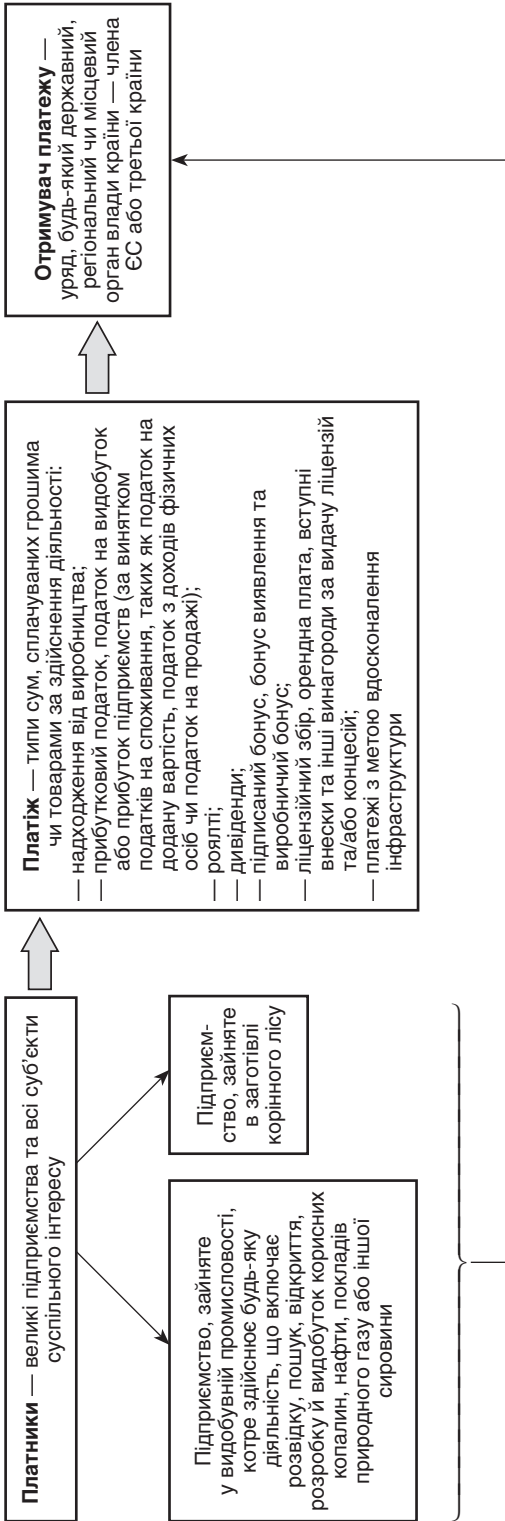 Платники — великі підприємства та всі суб’єкти
суспільного інтересу
Підприємство, зайняте
у видобувній промисловості,
котре здійснює будь-яку
діяльність, що включає
розвідку, пошук, відкриття,
розробку й видобуток корисних
копалин, нафти, покладів
природного газу або іншої
сировини
Підприєм-
ство, зайняте
в заготівлі
корінного лісу
Платіж — типи сум, сплачуваних грошима
чи товарами за здійснення діяльності:
— надходження від виробництва;
— прибутковий податок, податок на видобуток
або прибуток підприємств (за винятком
податків на споживання, таких як податок на
додану вартість, податок з доходів фізичних
осіб чи податок на продажі);
— роялті;
— дивіденди;
— підписаний бонус, бонус виявлення та
виробничий бонус;
— ліцензійний збір, орендна плата, вступні
внески та інші винагороди за видачу ліцензій
та/або концесій;
— платежі з метою вдосконалення
інфраструктури
Отримувач платежу —
уряд, будь-який державний,
регіональний чи місцевий
орган влади країни — члена
ЄС або третьої країни